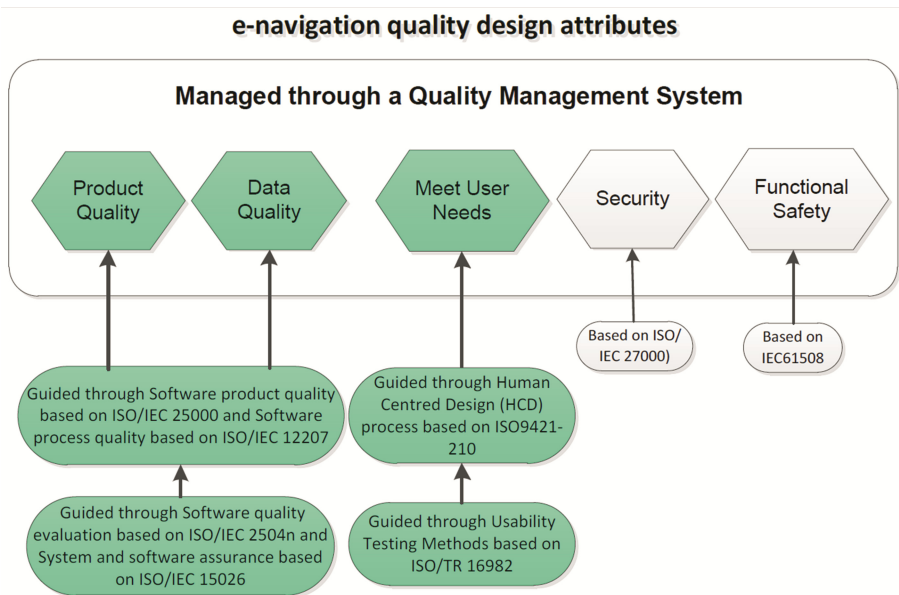 e-navigation quality design attributes
Managed through a Quality Management System
Product
Quality
Data
Quality
Meet User
Needs
Security
Functional
Safety
Based on ISO/
IEC 27000)
Based on
IEC61508
Guided through Software product quality
based on ISO/IEC 25000 and Software
process quality based on ISO/IEC 12207
Guided through Human
Centred Design (HCD)
process based on ISO9421-
210
Guided through Software quality
evaluation based on ISO/IEC 2504n and
System and software assurance based
on ISO/IEC 15026
Guided through Usability
Testing Methods based on
ISO/TR 16982